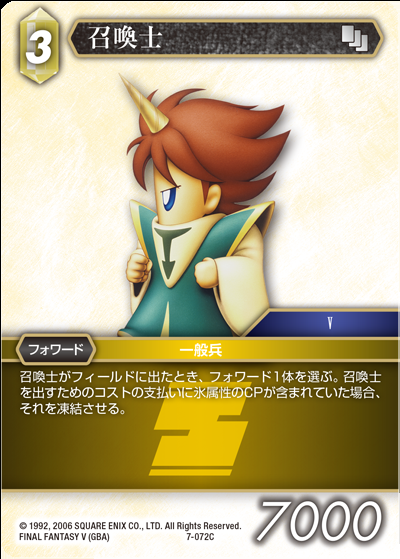 3
召喚士
V
フォワード
一般兵
召喚士がフィールドに出たとき、フォワード1体を選ぶ。召喚士
を出すためのコストの支払いに氷属性のCPが含まれていた場合、
それを凍結させる。
© 1992, 2006 SQUARE ENIX CO., LTD. All Rights Reserved.
FINAL FANTASY V (GBA)
7-072C
7000